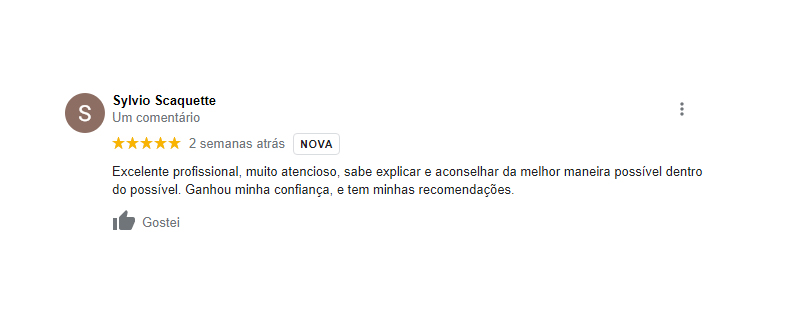 S
Sylvio Scaquette
Um comentário
2 semanas atrás NOVA
Excelente profissional, muito atencioso, sabe explicar e aconselhar da melhor maneira possível dentro
do possível. Ganhou minha confiança, e tem minhas recomendações.
Gostei